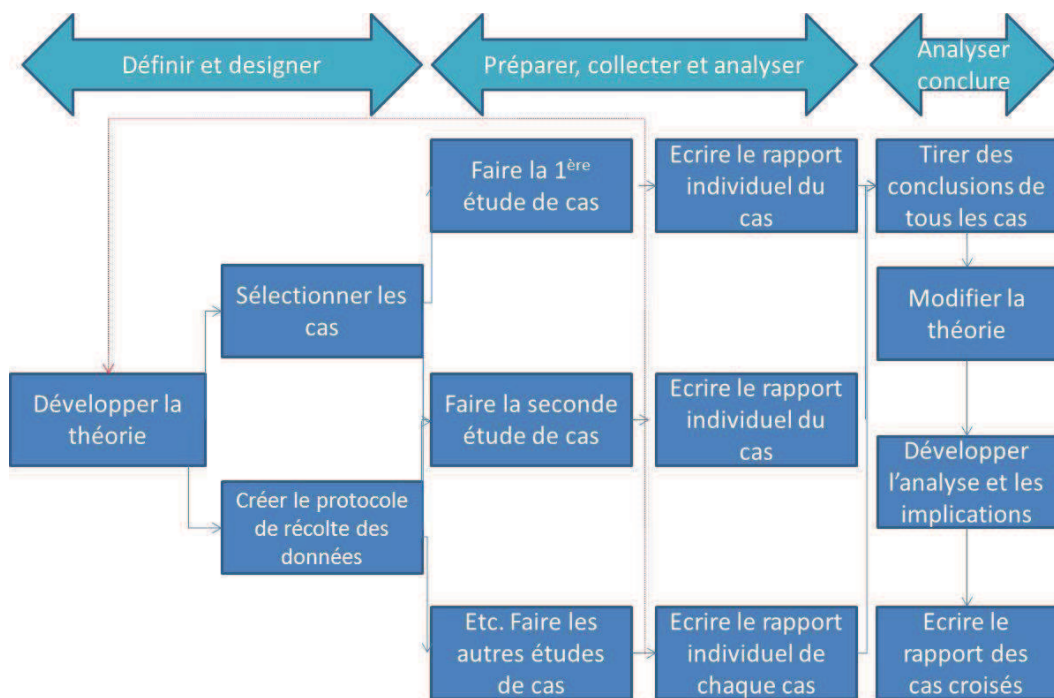 Définir et designer
Préparer, collecter et analyser
Analyser
conclure
Faire la 1ère
étude de cas
Ecrire le rapport
individuel du
cas
Tirer des
conclusions de
tous les cas
Sélectionner les
cas
Modifier la
théorie
Développer la
théorie
Faire la seconde
étude de cas
Ecrire le rapport
individuel du
cas
Développer
l'analyse et les
implications
Créer le protocole
de récolte des
données
Etc. Faire les
autres études
de cas
Ecrire le rapport
individuel de
chaque cas
Ecrire le
rapport des
cas croisés